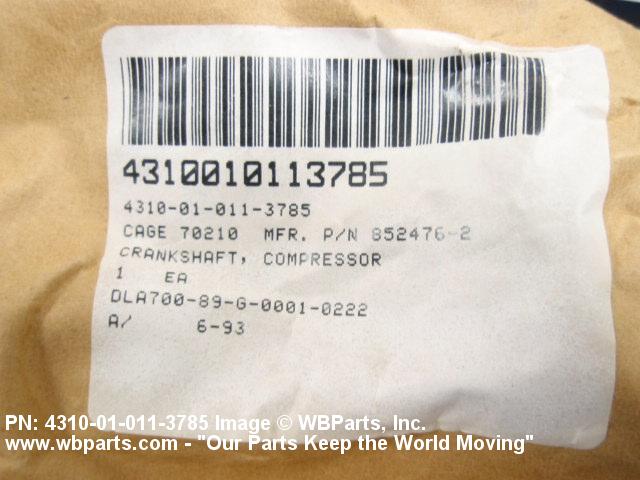 4310010113785
4310-01-011-3785
CAGE 70210 MFR. P/N 852476-2
CRANKSHAFT, COMPRESSOR
1 EA
DLA700-89-G-0001-0222
A/ 6-93
PN: 4310-01-011-3785 Image © WBParts, Inc.
www.wbparts.com - "Our Parts Keep the World Moving"